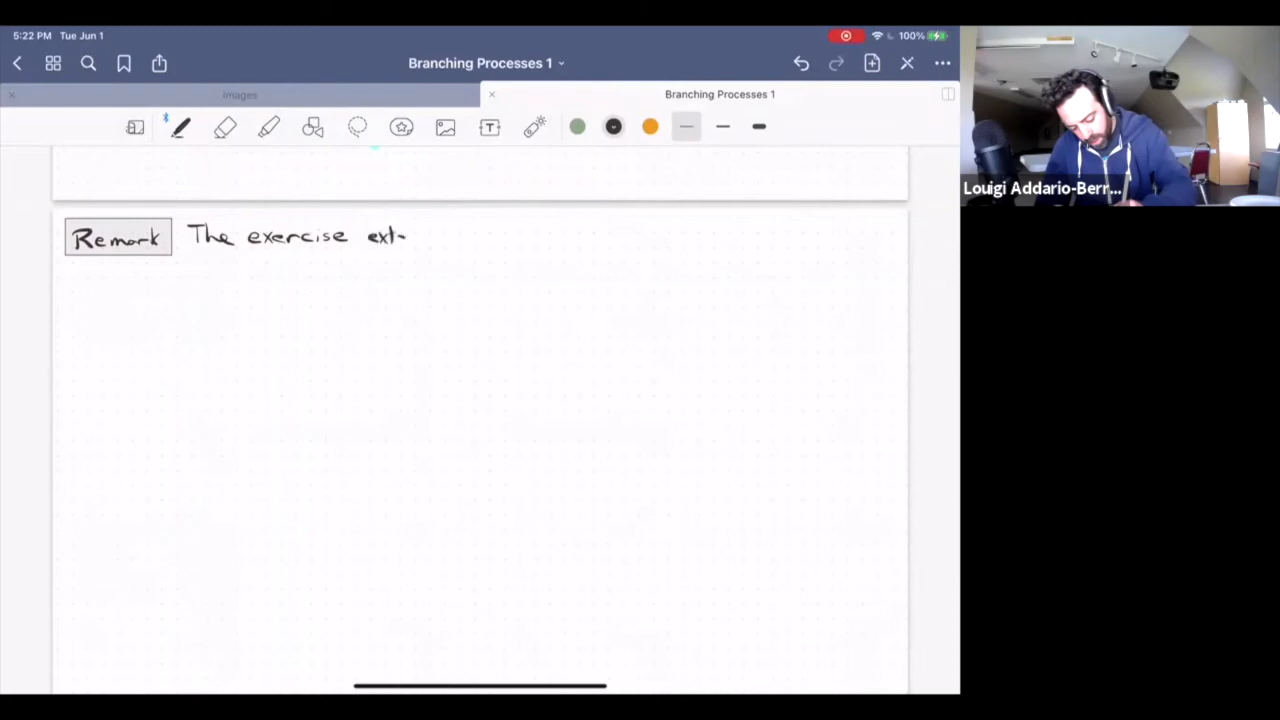 5:22 PM Tue Jun 1
100%
Branching Processes 1
Images
Branching Processes 1
T
Louigi Addario-Berr...
Remark The exercise ext